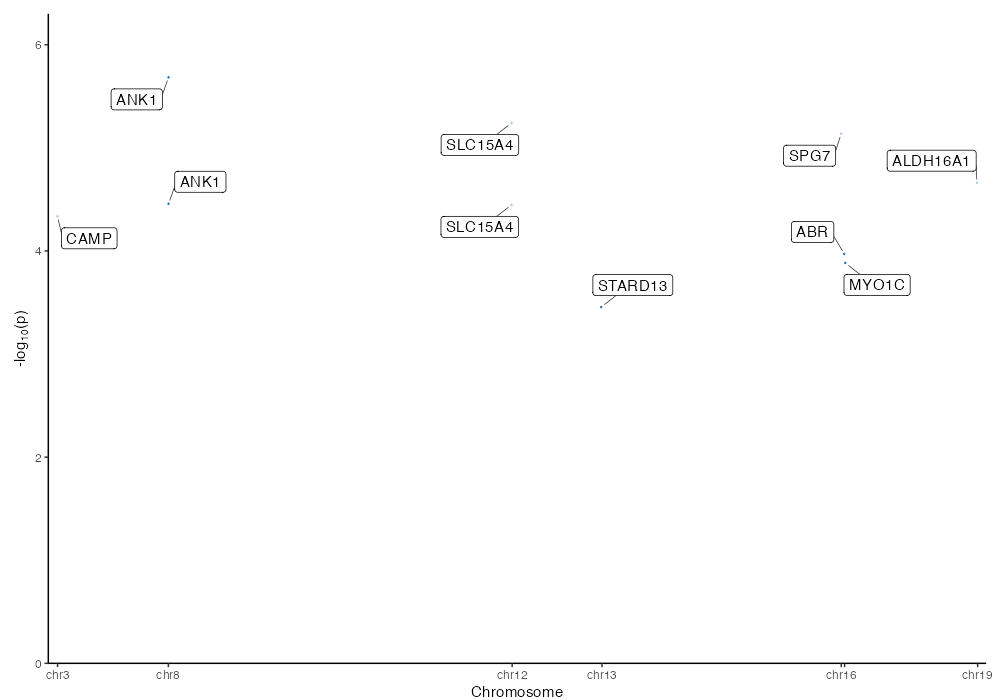 6
ANK1
SLC15A4
SPG7
ALDH16A1
ANK1
SLC15A4
CAMP
ABR
4
STARD13
MYO1C
-log10(p)
2
0
chr3 chr8 chr12 chr13 chr16 chr19
Chromosome